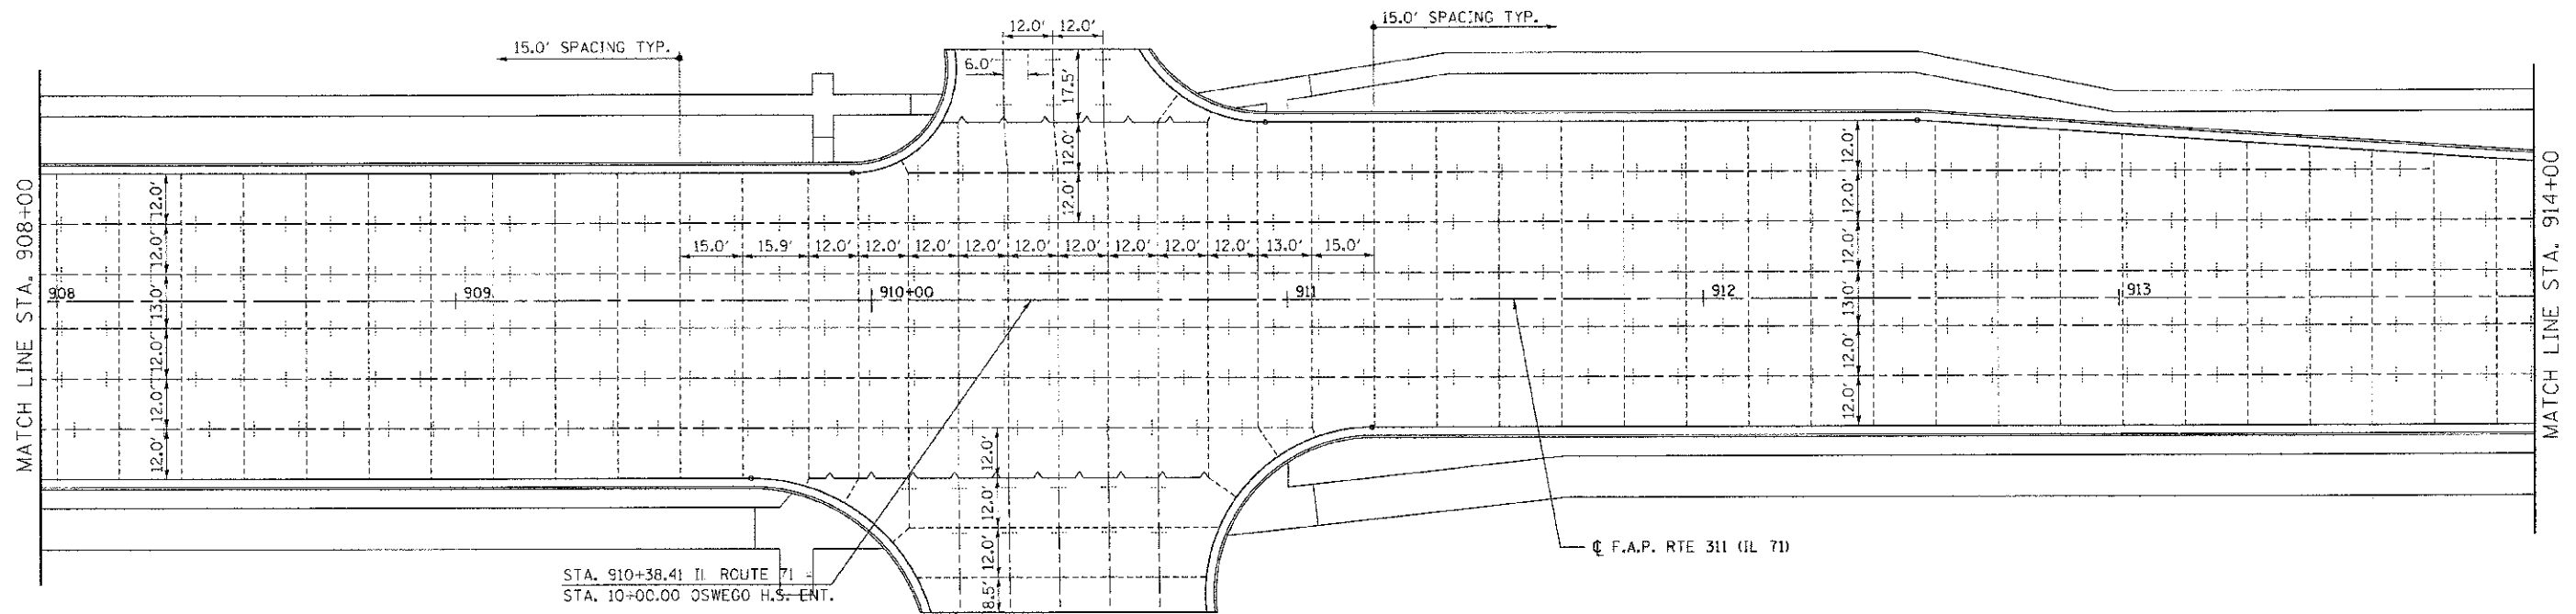 12.0' 12.0'
15.0' SPACING TYP.
15.0' SPACING TYP.
6.0'
17.5'
12.0'
12.0'
12.0'
12.0'
13.0'
12.0'
12.0'
12.0'
12.0'
12.0'
12.0'
13.0'
12.0'
12.0'
15.0' 15.9' 12.0' 12.0' 12.0' 12.0' 12.0' 12.0' 12.0' 12.0' 12.0' 13.0' 15.0'
908 909 910+00 911 912 913
MATCH LINE STA. 908+00
MATCH LINE STA. 914+00
12.0'
12.0'
12.0'
8.5'
℄ F.A.P. RTE 311 (IL 71)
STA. 910+38.41 IL ROUTE 71 =
STA. 10+00.00 OSWEGO H.S. ENT.